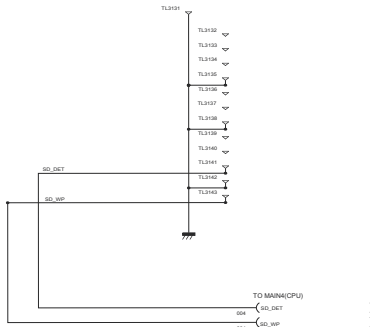 TL3131
TL3132
TL3133
TL3134
TL3135
TL3136
TL3137
TL3138
TL3139
TL3140
TL3141
SD_DET
TL3142
TL3143
SD_WP
TO MAIN4(CPU)
SD_DET
004
SD_WP